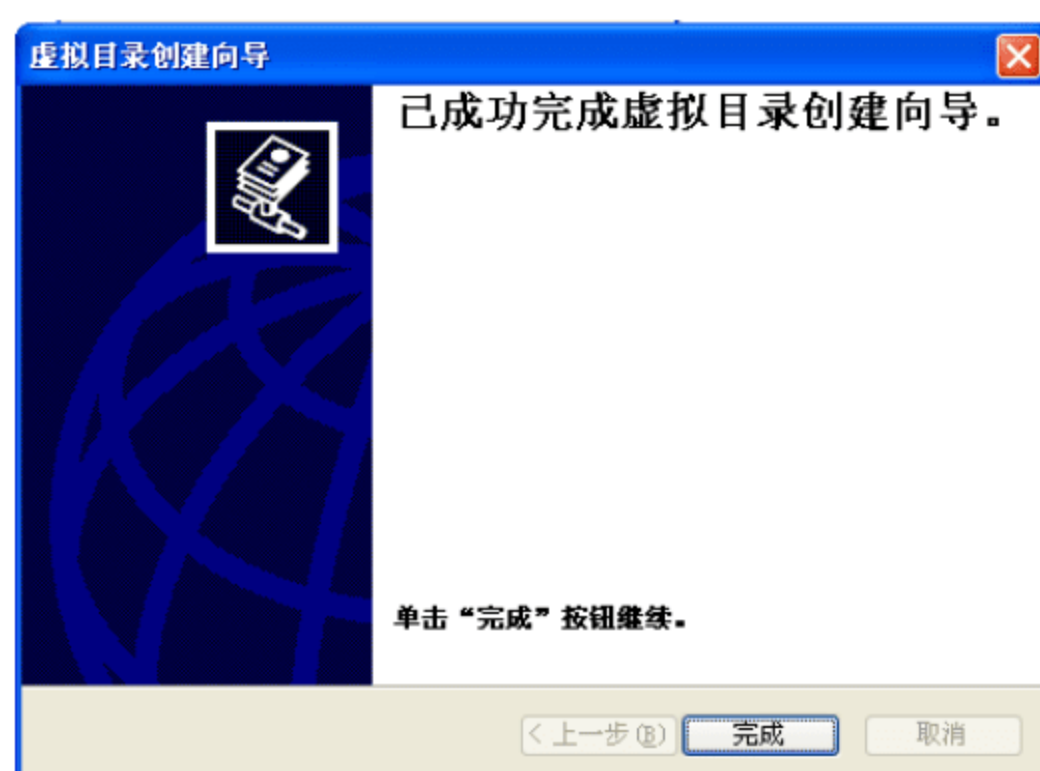 虚拟目录创建向导
已成功完成虚拟目录创建向导。
单击“完成”按钮继续。
< 上一步(B)
完成
取消